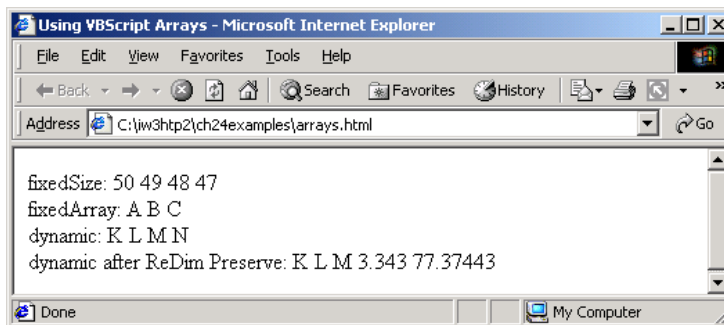 Using VBScript Arrays - Microsoft Internet Explorer
File Edit View Favorites Tools Help
Back Search Favorites History
Address C:\iw3htp2\ch24examples\arrays.html Go
fixedSize: 50 49 48 47
fixedArray: A B C
dynamic: K L M N
dynamic after ReDim Preserve: K L M 3.343 77.37443
Done My Computer